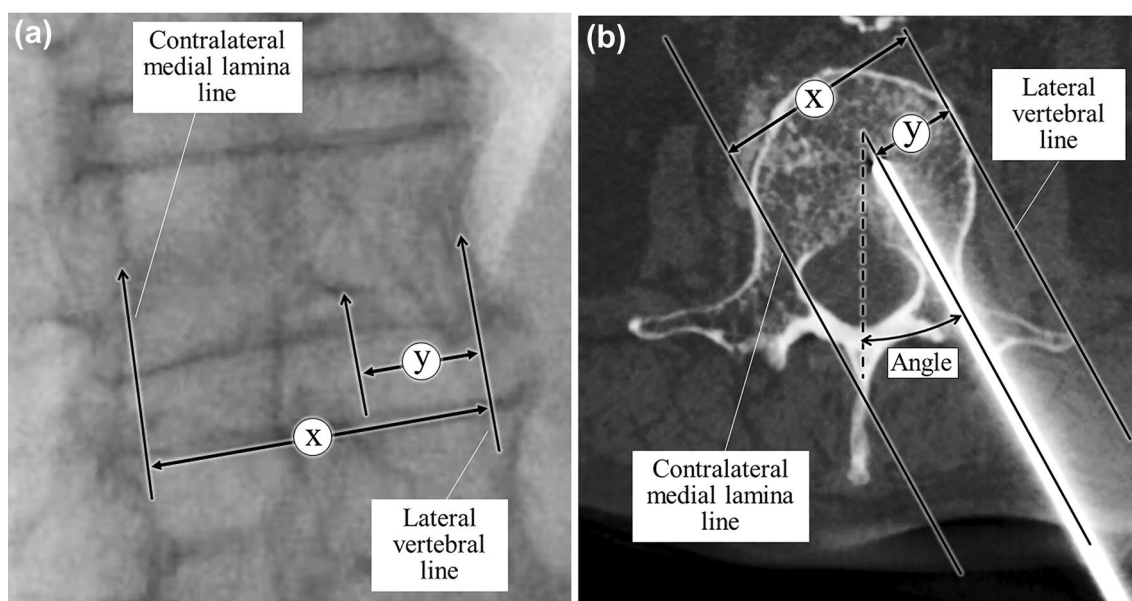 (a)
Contralateral
medial lamina
line
y
x
Lateral
vertebral
line
(b)
x
y
Lateral
vertebral
line
Angle
Contralateral
medial lamina
line